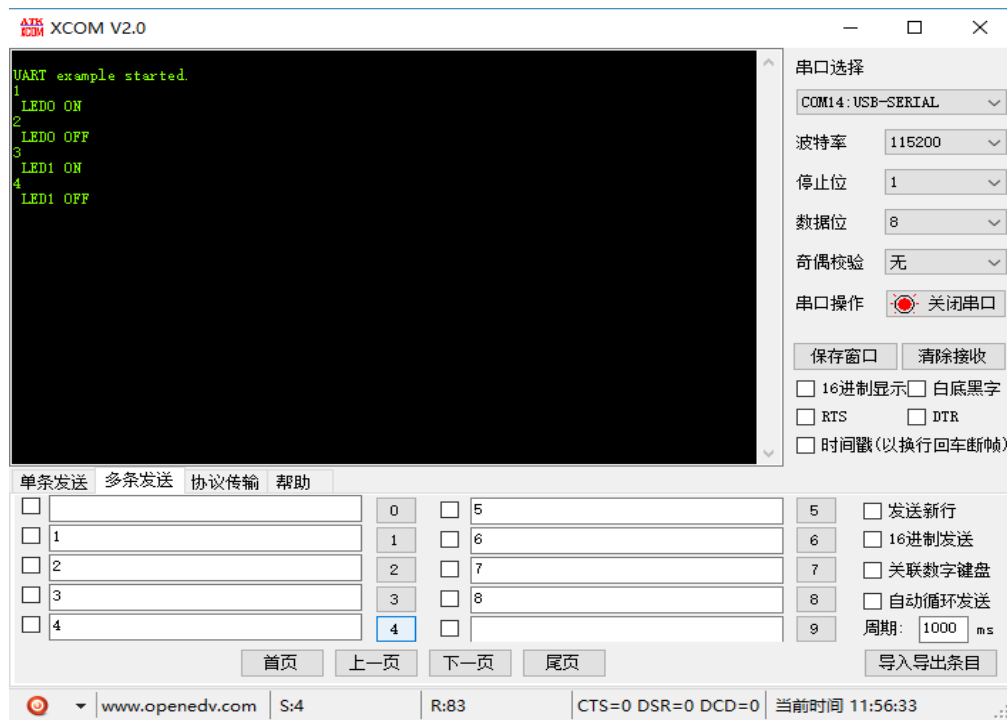 ATK XCOM XCOM V2.0
UART example started.
1
LED0 ON
2
LED0 OFF
3
LED1 ON
4
LED1 OFF
串口选择
COM14:USB-SERIAL
波特率 115200
停止位 1
数据位 8
奇偶校验 无
串口操作 关闭串口
保存窗口 清除接收
16进制显示 白底黑字
RTS DTR
时间戳(以换行回车断帧)
单条发送 多条发送 协议传输 帮助
0 5 5 发送新行
1 1 6 6 16进制发送
2 2 7 7 关联数字键盘
3 3 8 8 自动循环发送
4 4 9 周期: 1000 ms
首页 上一页 下一页 尾页 导入导出条目
www.openedv.com S:4 R:83 CTS=0 DSR=0 DCD=0 当前时间 11:56:33